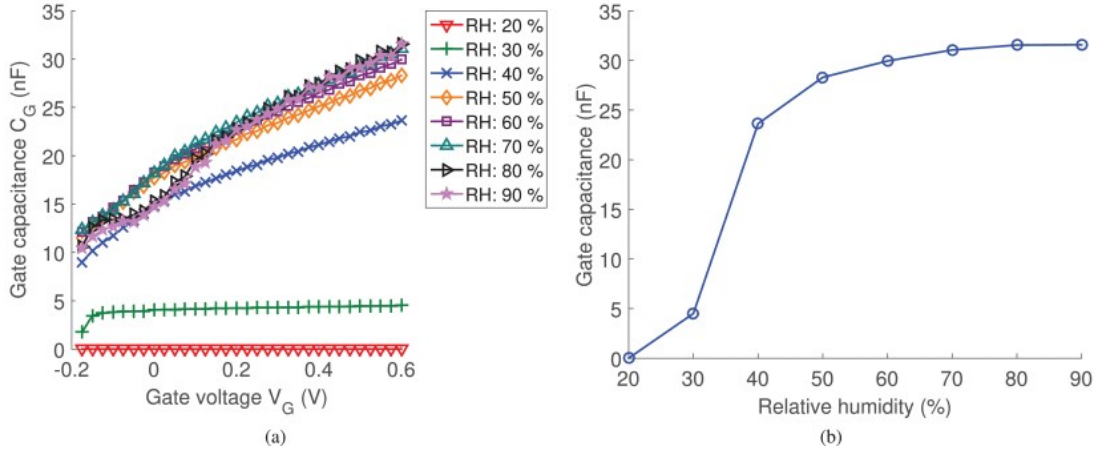 35
30
25
20
15
10
5
0
-0.2 0 0.2 0.4 0.6
Gate capacitance C_G (nF)
Gate voltage V_G (V)
RH: 20 %
RH: 30 %
RH: 40 %
RH: 50 %
RH: 60 %
RH: 70 %
RH: 80 %
RH: 90 %
(a)
35
30
25
20
15
10
5
0
20 30 40 50 60 70 80 90
Gate capacitance (nF)
Relative humidity (%)
(b)